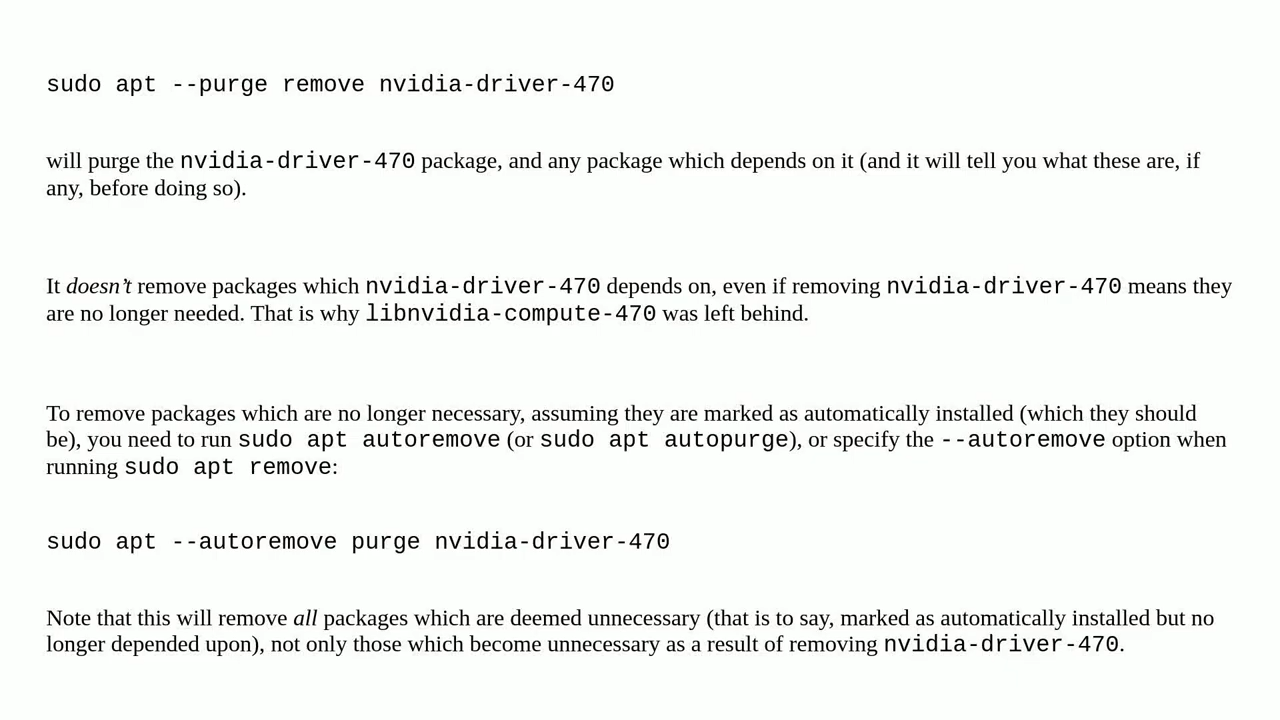 sudo apt --purge remove nvidia-driver-470
will purge the nvidia-driver-470 package, and any package which depends on it (and it will tell you what these are, if
any, before doing so).
It doesn’t remove packages which nvidia-driver-470 depends on, even if removing nvidia-driver-470 means they
are no longer needed. That is why libnvidia-compute-470 was left behind.
To remove packages which are no longer necessary, assuming they are marked as automatically installed (which they should
be), you need to run sudo apt autoremove (or sudo apt autopurge), or specify the --autoremove option when
running sudo apt remove:
sudo apt --autoremove purge nvidia-driver-470
Note that this will remove all packages which are deemed unnecessary (that is to say, marked as automatically installed but no
longer depended upon), not only those which become unnecessary as a result of removing nvidia-driver-470.